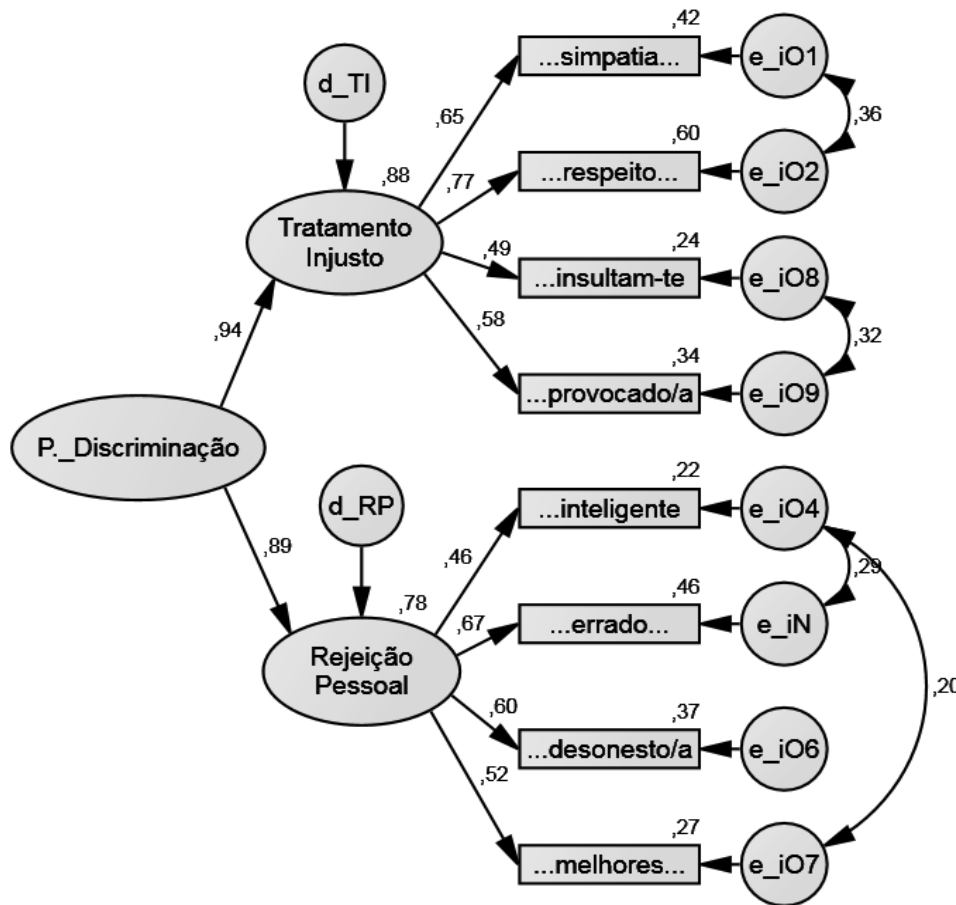 ,42
...simpatia...
e_iO1
d_TI
,65
,36
,60
...respeito...
e_iO2
,88
,77
Tratamento
Injusto
,24
,49
...insultam-te
e_iO8
,58
,32
,94
,34
...provocado/a
e_iO9
P._Discriminação
,22
d_RP
...inteligente
e_iO4
,89
,46
,29
,78
,67
,46
...errado...
e_iN
Rejeição
Pessoal
,20
,60
,37
...desonesto/a
e_iO6
,52
,27
...melhores...
e_iO7